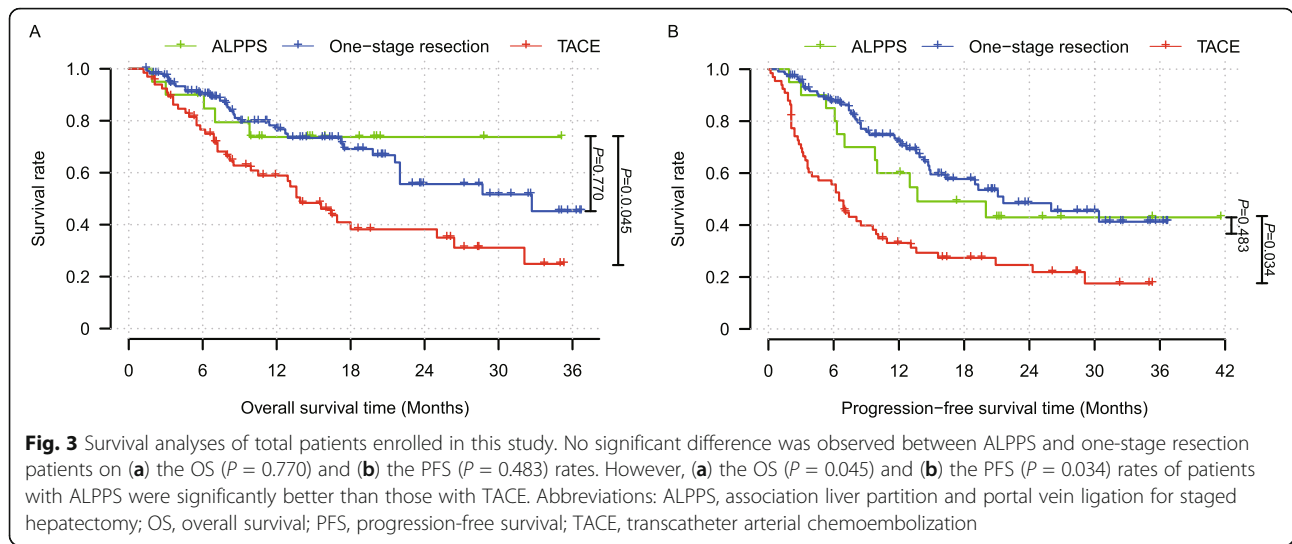 A
ALPPS One-stage resection TACE
1.0
0.8
0.6
0.4
0.2
0
Survival rate
0 6 12 18 24 30 36
Overall survival time (Months)
P=0.770
P=0.0.045
B
ALPPS One-stage resection TACE
1.0
0.8
0.6
0.4
0.2
0
Survival rate
0 6 12 18 24 30 36 42
Progression-free survival time (Months)
P=0.483
P=0.034
Fig. 3 Survival analyses of total patients enrolled in this study. No significant difference was observed between ALPPS and one-stage resection
patients on (a) the OS (P = 0.770) and (b) the PFS (P = 0.483) rates. However, (a) the OS (P = 0.045) and (b) the PFS (P = 0.034) rates of patients
with ALPPS were significantly better than those with TACE. Abbreviations: ALPPS, association liver partition and portal vein ligation for staged
hepatectomy; OS, overall survival; PFS, progression-free survival; TACE, transcatheter arterial chemoembolization